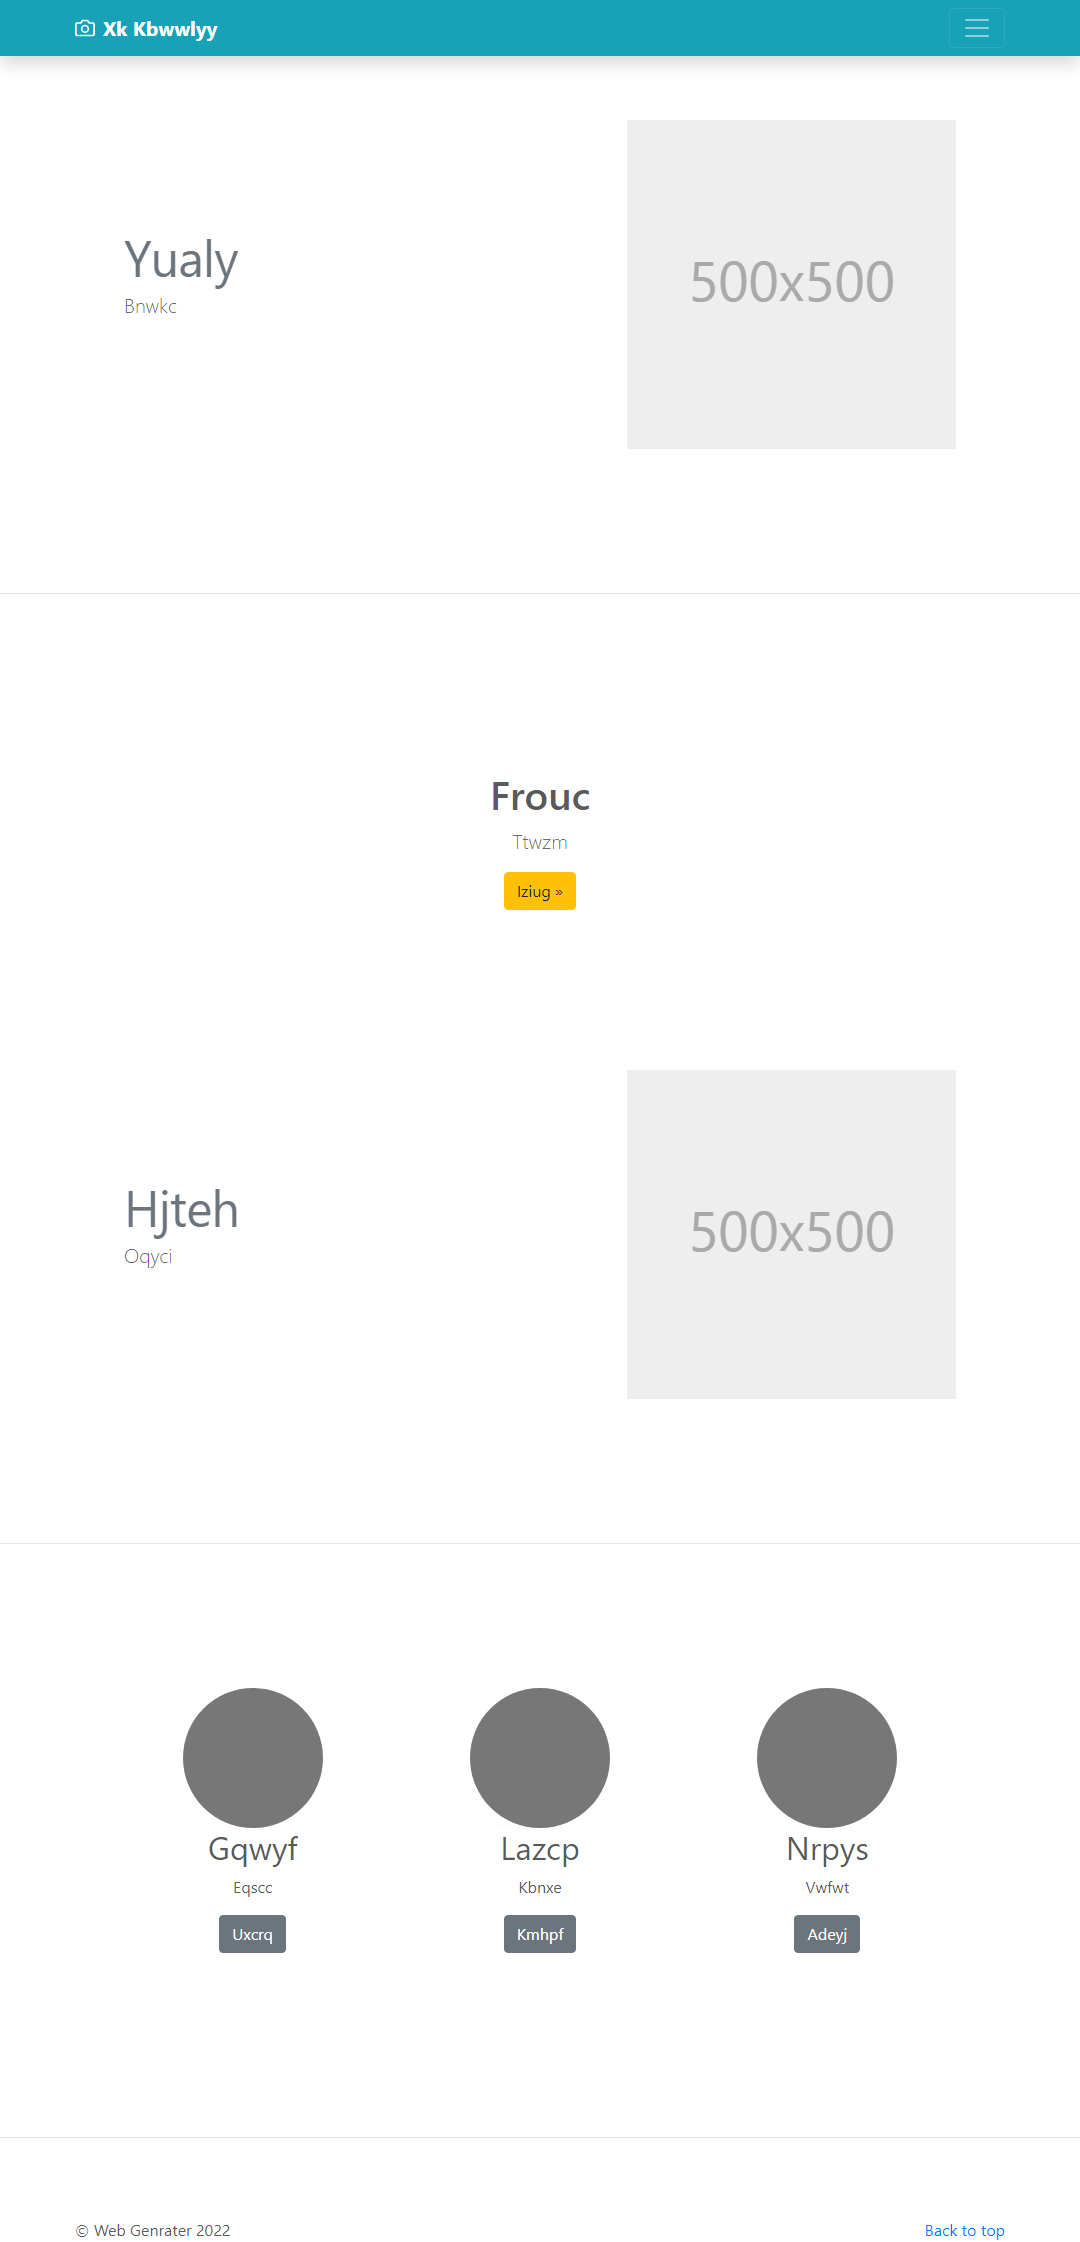 Xk Kbwwlyy
Yualy
Bnwkc
500x500
Frouc
Ttwzm
Iziug »
Hjteh
Oqyci
500x500
Gqwyf
Eqscc
Uxcrq
Lazcp
Kbnxe
Kmhpf
Nrpys
Vwfwt
Adeyj
© Web Genrater 2022
Back to top